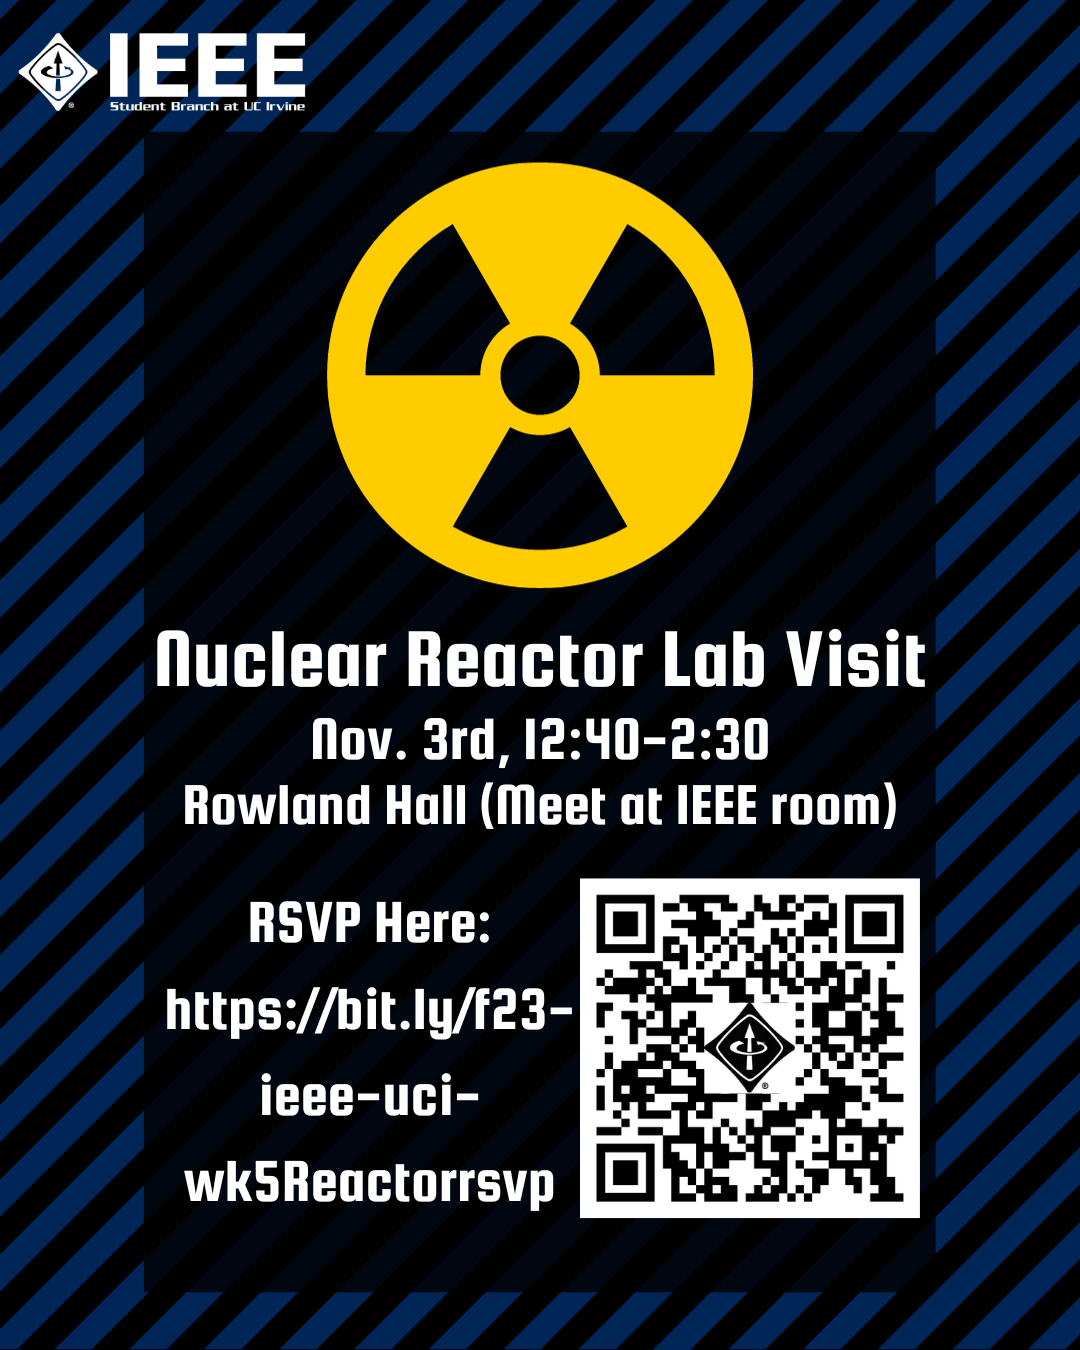 IEEE
Student Branch at UC Irvine
Nuclear Reactor Lab Visit
Nov. 3rd, 12:40-2:30
Rowland Hall (Meet at IEEE room)
RSVP Here:
https://bit.ly/f23-
ieee-uci-
wk5Reactorrsvp